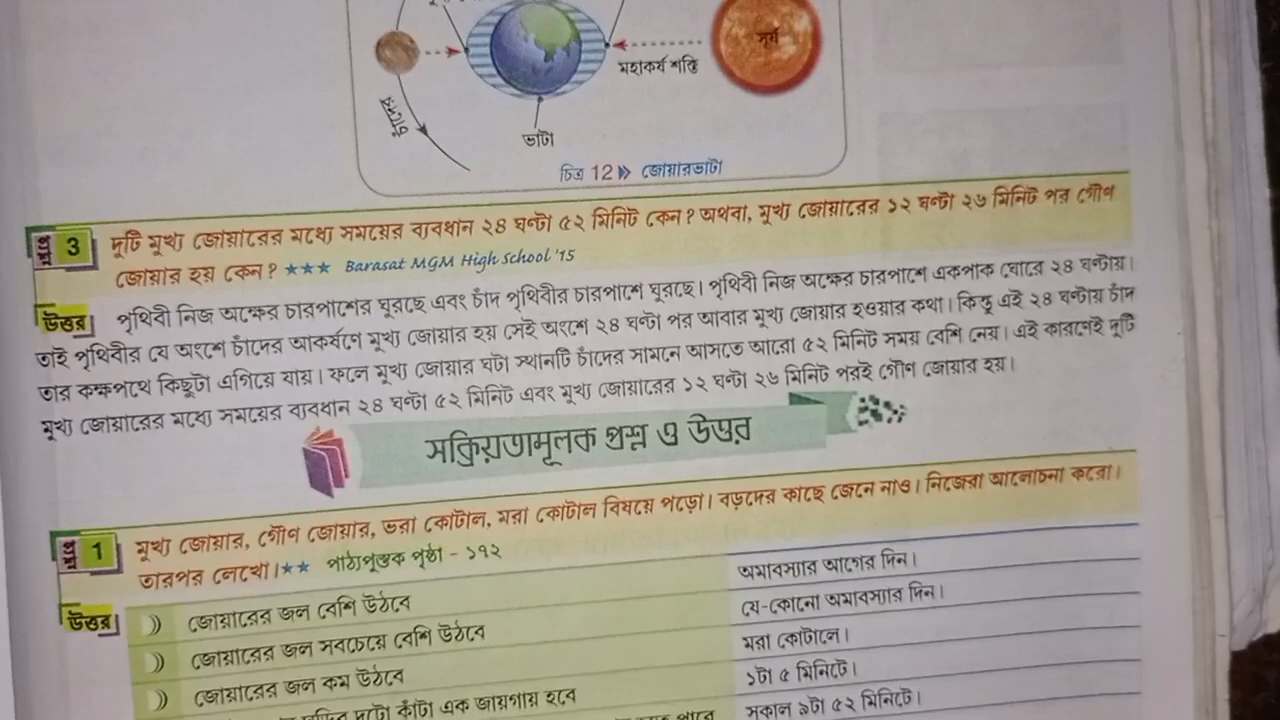 সূর্য
মহাকর্ষ শক্তি
চাঁদের
ভাটা
চিত্র 12 জোয়ারভাটা
প্রশ্ন 3 দুটি মুখ্য জোয়ারের মধ্যে সময়ের ব্যবধান ২৪ ঘণ্টা ৫২ মিনিট কেন? অথবা, মুখ্য জোয়ারের ১২ ঘণ্টা ২৬ মিনিট পর গৌণ
জোয়ার হয় কেন? ★★★ Barasat MGM High School '15
উত্তর পৃথিবী নিজ অক্ষের চারপাশের ঘুরছে এবং চাঁদ পৃথিবীর চারপাশে ঘুরছে। পৃথিবী নিজ অক্ষের চারপাশে একপাক ঘোরে ২৪ ঘণ্টায়।
তাই পৃথিবীর যে অংশে চাঁদের আকর্ষণে মুখ্য জোয়ার হয় সেই অংশে ২৪ ঘণ্টা পর আবার মুখ্য জোয়ার হওয়ার কথা। কিন্তু এই ২৪ ঘণ্টায় চাঁদ
তার কক্ষপথে কিছুটা এগিয়ে যায়। ফলে মুখ্য জোয়ার ঘটা স্থানটি চাঁদের সামনে আসতে আরো ৫২ মিনিট সময় বেশি নেয়। এই কারণেই দুটি
মুখ্য জোয়ারের মধ্যে সময়ের ব্যবধান ২৪ ঘণ্টা ৫২ মিনিট এবং মুখ্য জোয়ারের ১২ ঘণ্টা ২৬ মিনিট পরই গৌণ জোয়ার হয়।
সক্রিয়তামূলক প্রশ্ন ও উত্তর
প্রশ্ন 1 মুখ্য জোয়ার, গৌণ জোয়ার, ভরা কোটাল, মরা কোটাল বিষয়ে পড়ো। বড়দের কাছে জেনে নাও। নিজেরা আলোচনা করো।
তারপর লেখো।★★ পাঠ্যপুস্তক পৃষ্ঠা - ১৭২
উত্তর জোয়ারের জল বেশি উঠবে অমাবস্যার আগের দিন।
জোয়ারের জল সবচেয়ে বেশি উঠবে যে-কোনো অমাবস্যার দিন।
জোয়ারের জল কম উঠবে মরা কোটালে।
দুটো কাঁটা এক জায়গায় হবে ১টা ৫ মিনিটে।
সকাল ৯টা ৫২ মিনিটে।